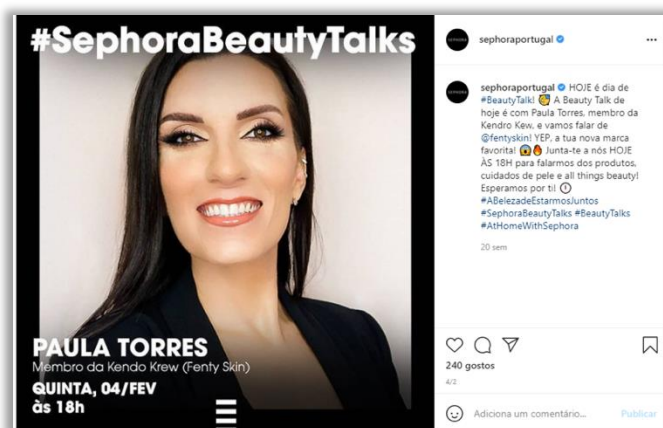 #SephoraBeautyTalks
PAULA TORRES
Membro da Kendo Krew (Fenty Skin)
QUINTA, 04/FEV
às 18h
sephoraportugal
sephoraportugal HOJE é dia de
#BeautyTalk! A Beauty Talk de
hoje é com Paula Torres, membro da
Kendro Kew, e vamos falar de
@fentyskin! YEP, a tua nova marca
favorita! Junta-te a nós HOJE
ÀS 18H para falarmos dos produtos,
cuidados de pele e all things beauty!
Esperamos por ti!
#ABelezadeEstarmosJuntos
#SephoraBeautyTalks #BeautyTalks
#AtHomeWithSephora
20 sem
240 gostos
4/2
Adiciona um comentário... Publicar